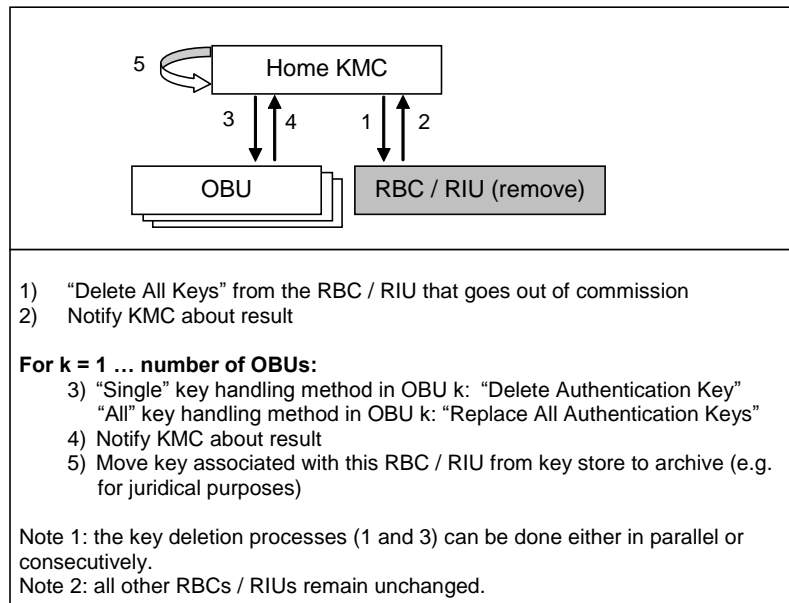 5
Home KMC
3
4
1
2
OBU
RBC / RIU (remove)
1) “Delete All Keys” from the RBC / RIU that goes out of commission
2) Notify KMC about result
For k = 1 … number of OBUs:
3) “Single” key handling method in OBU k: “Delete Authentication Key”
“All” key handling method in OBU k: “Replace All Authentication Keys”
4) Notify KMC about result
5) Move key associated with this RBC / RIU from key store to archive (e.g.
for juridical purposes)
Note 1: the key deletion processes (1 and 3) can be done either in parallel or
consecutively.
Note 2: all other RBCs / RIUs remain unchanged.